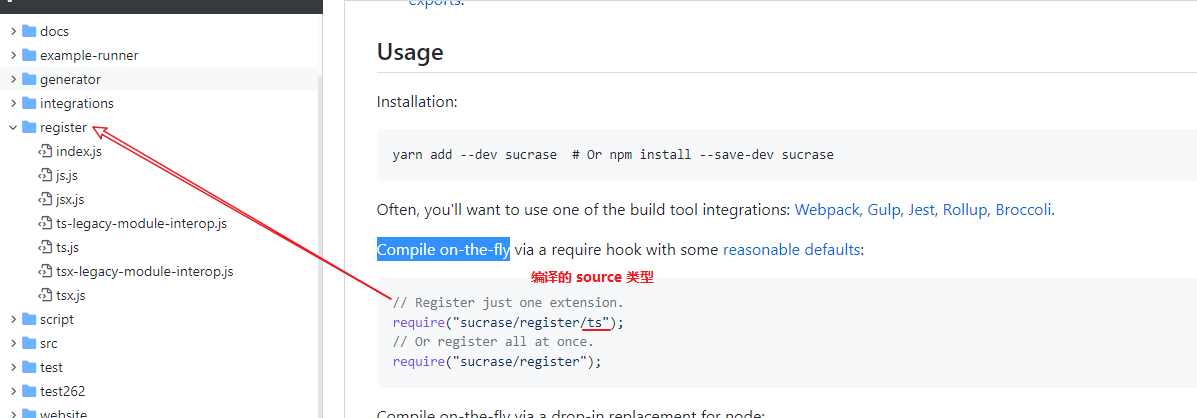 docs
example-runner
generator
integrations
register
index.js
js.js
jsx.js
ts-legacy-module-interop.js
ts.js
tsx-legacy-module-interop.js
tsx.js
script
src
test
test262
website
exports.
Usage
Installation:
yarn add --dev sucrase  # Or npm install --save-dev sucrase
Often, you'll want to use one of the build tool integrations: Webpack, Gulp, Jest, Rollup, Broccoli.
Compile on-the-fly via a require hook with some reasonable defaults:
编译的 source 类型
// Register just one extension.
require("sucrase/register/ts");
// Or register all at once.
require("sucrase/register");
Compile on-the-fly via a drop-in replacement for node: